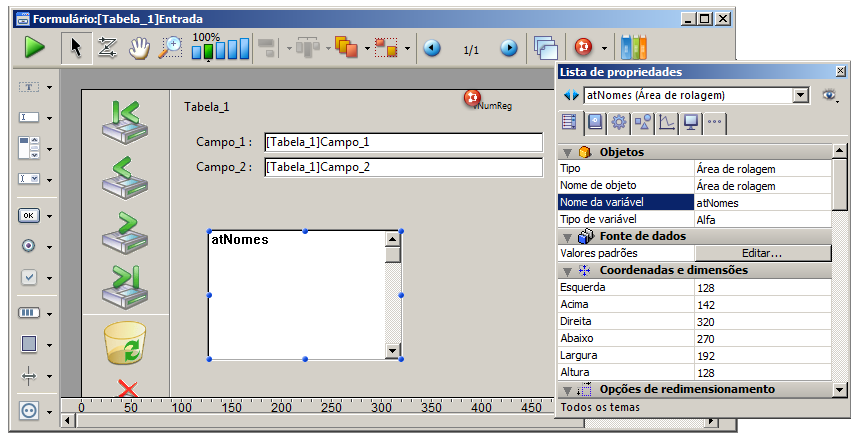 Formulário:[Tabela_1]Entrada
100%
1/1
Lista de propriedades
atNomes (Área de rolagem)
Tabela_1
NumReg
Campo_1 :
[Tabela_1]Campo_1
Campo_2 :
[Tabela_1]Campo_2
atNomes
OK
Objetos
Tipo Área de rolagem
Nome de objeto Área de rolagem
Nome da variável atNomes
Tipo de variável Alfa
Fonte de dados
Valores padrões Editar...
Coordenadas e dimensões
Esquerda 128
Acima 142
Direita 320
Abaixo 270
Largura 192
Altura 128
Opções de redimensionamento
Todos os temas
0 50 100 150 200 250 300 350 400 450